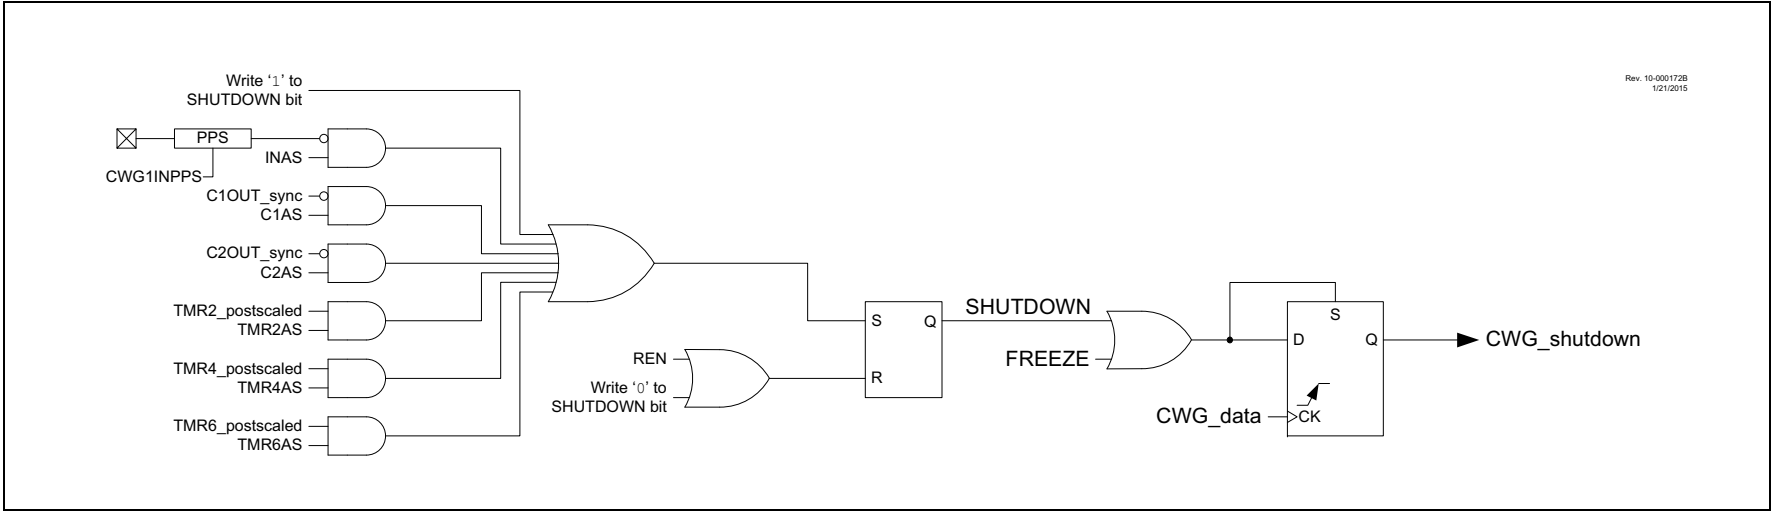 Rev. 10-000172B
1/21/2015
Write ‘1’ to
SHUTDOWN bit
PPS
INAS
CWG1INPPS
C1OUT_sync
C1AS
C2OUT_sync
C2AS
TMR2_postscaled
TMR2AS
TMR4_postscaled
TMR4AS
TMR6_postscaled
TMR6AS
REN
Write ‘0’ to
SHUTDOWN bit
S
Q
R
SHUTDOWN
FREEZE
S
D
Q
CK
CWG_data
CWG_shutdown